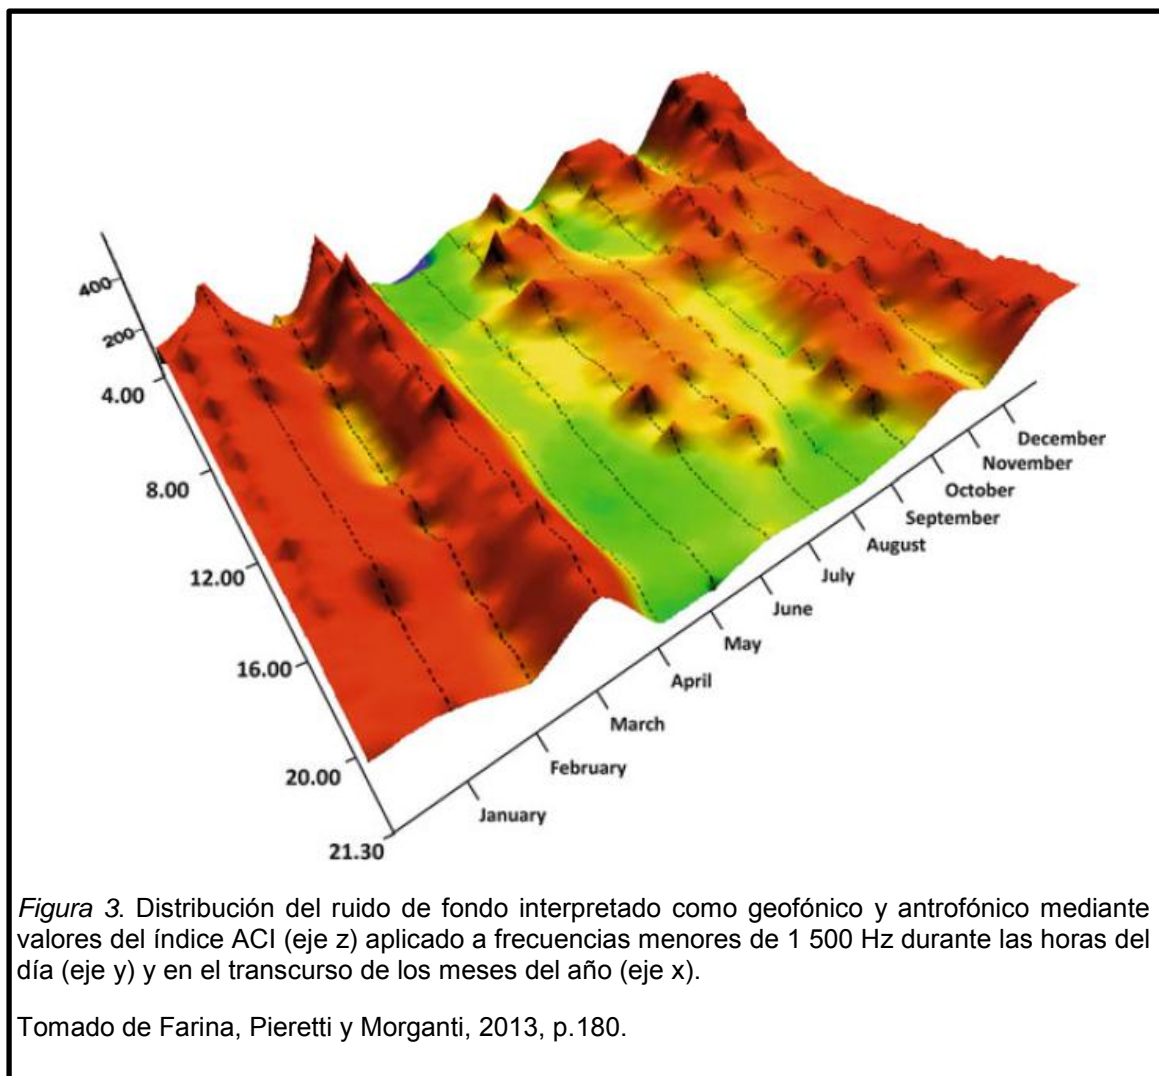 400
200
4.00
8.00
12.00
16.00
20.00
21.30
January
February
March
April
May
June
July
August
September
October
November
December
Figura 3. Distribución del ruido de fondo interpretado como geofónico y antrofónico mediante
valores del índice ACI (eje z) aplicado a frecuencias menores de 1 500 Hz durante las horas del
día (eje y) y en el transcurso de los meses del año (eje x).
Tomado de Farina, Pieretti y Morganti, 2013, p.180.